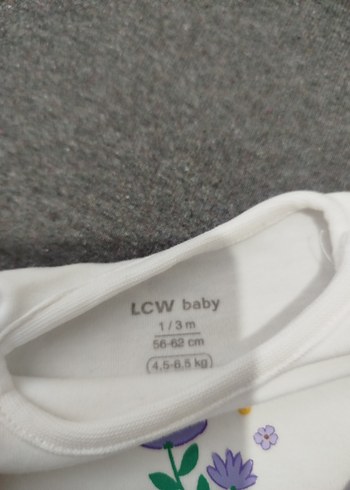 LCW baby
1/3 m
56-62 cm
(4,5-6,5 kg)